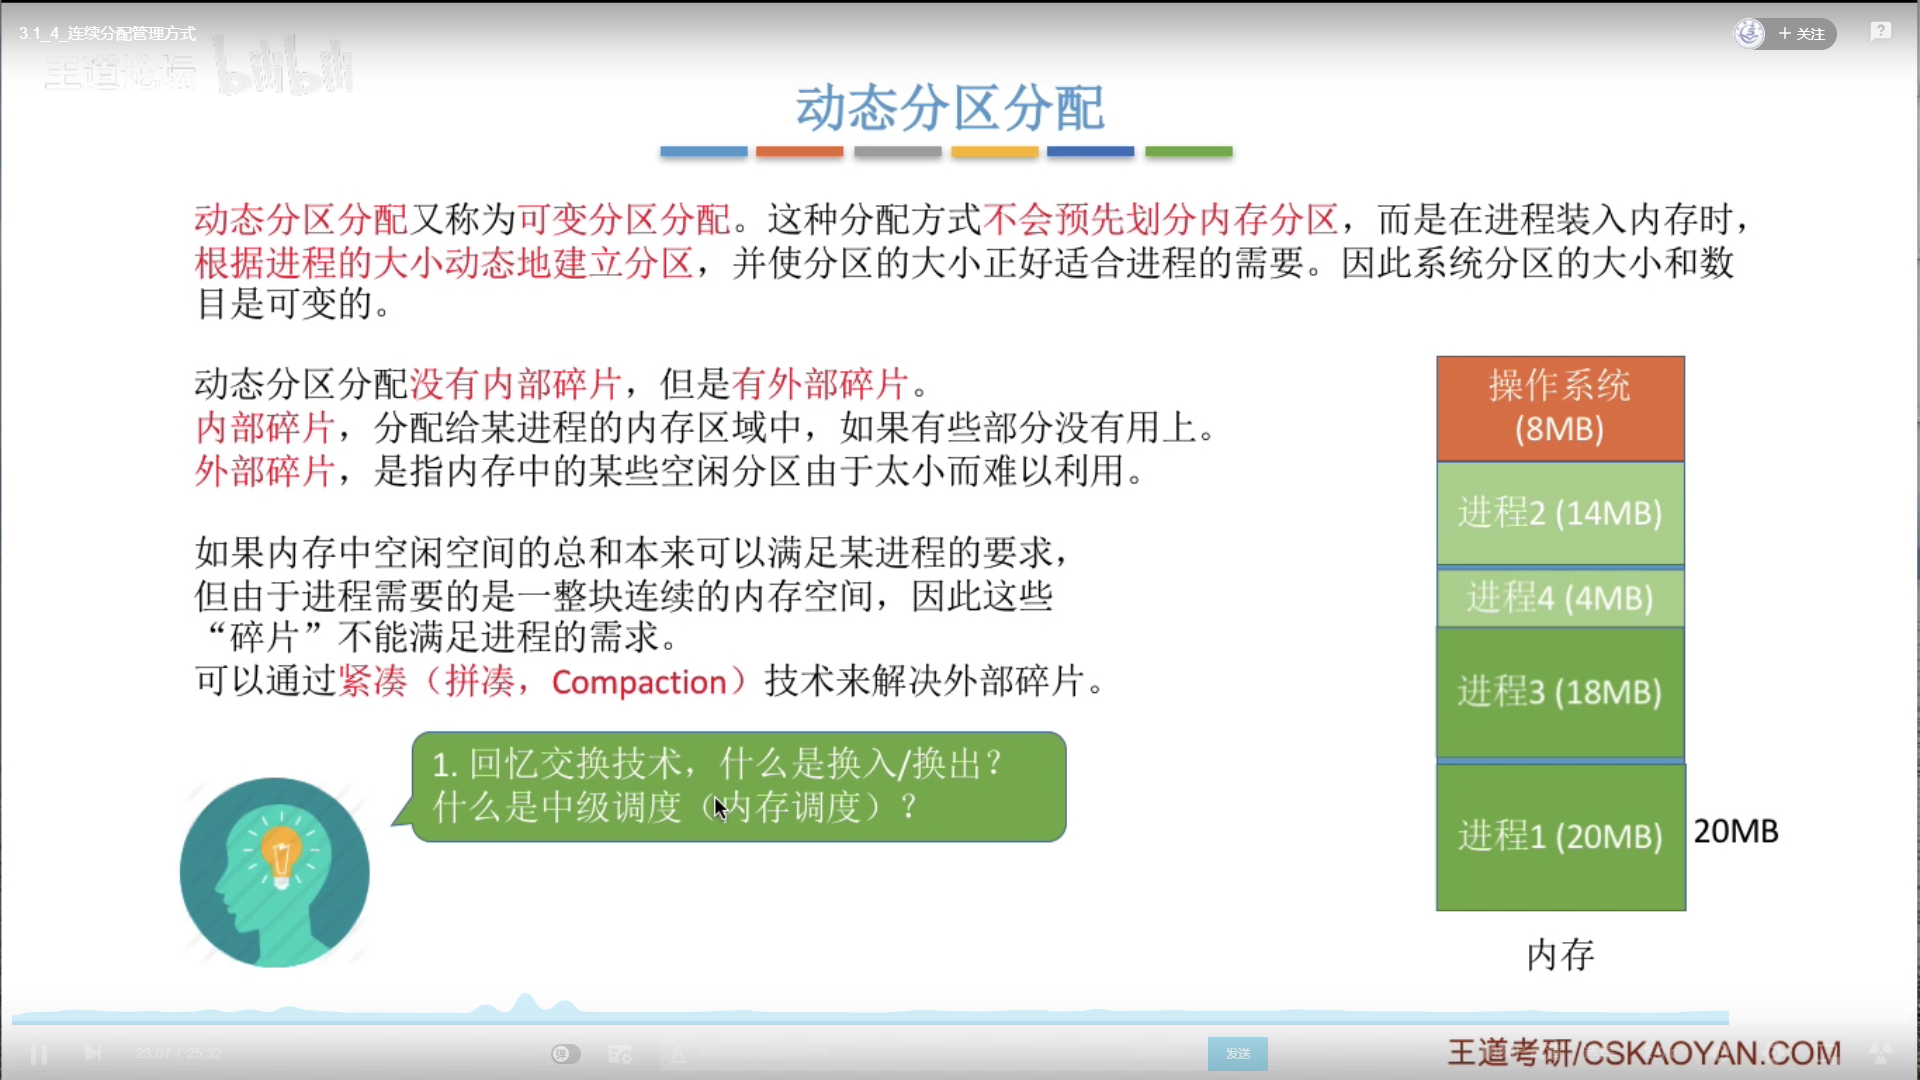 3.1_4_连续分配管理方式
关注
王道论坛 bilibili
动态分区分配
动态分区分配又称为可变分区分配。这种分配方式不会预先划分内存分区，而是在进程装入内存时，
根据进程的大小动态地建立分区，并使分区的大小正好适合进程的需要。因此系统分区的大小和数
目是可变的。
动态分区分配没有内部碎片，但是有外部碎片。
内部碎片，分配给某进程的内存区域中，如果有些部分没有用上。
外部碎片，是指内存中的某些空闲分区由于太小而难以利用。
如果内存中空闲空间的总和本来可以满足某进程的要求，
但由于进程需要的是一整块连续的内存空间，因此这些
“碎片”不能满足进程的需求。
可以通过紧凑（拼凑，Compaction）技术来解决外部碎片。
1. 回忆交换技术，什么是换入/换出？
什么是中级调度（内存调度）？
操作系统
(8MB)
进程2 (14MB)
进程4 (4MB)
进程3 (18MB)
进程1 (20MB)
20MB
内存
23:07 / 25:32
弹
发送
王道考研/CSKAOYAN.COM